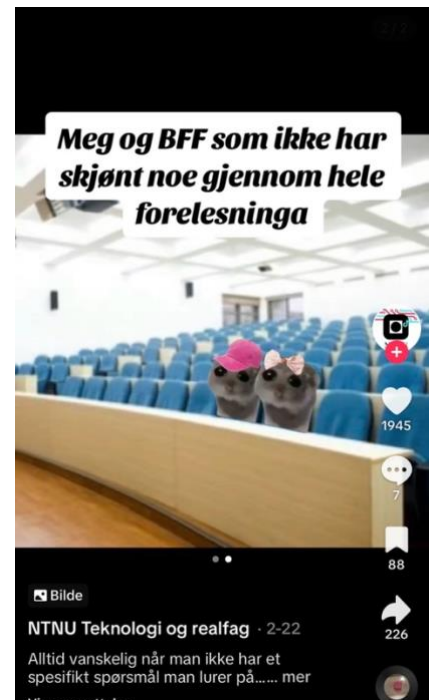 Meg og BFF som ikke har
skjønt noe gjennom hele
forelesninga
1945
7
88
226
Bilde
NTNU Teknologi og realfag · 2-22
Alltid vanskelig når man ikke har et
spesifikt spørsmål man lurer på...... mer